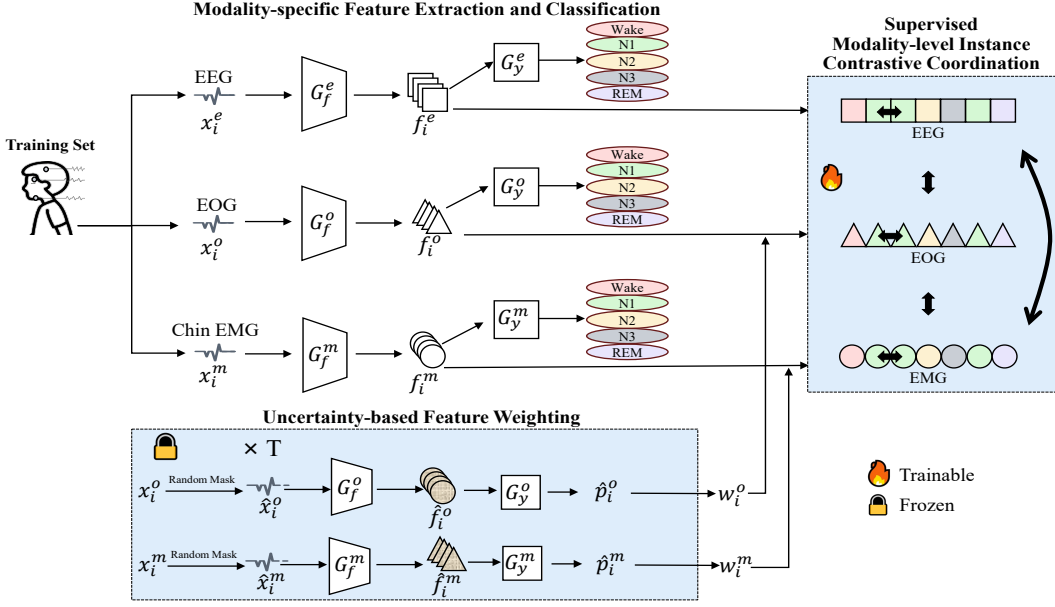 Modality-specific Feature Extraction and Classification
Supervised
Modality-level Instance
Contrastive Coordination
Training Set
EEG
x_i^e
G_f^e
f_i^e
G_y^e
Wake
N1
N2
N3
REM
EEG
EOG
x_i^o
G_f^o
f_i^o
G_y^o
Wake
N1
N2
N3
REM
EOG
Chin EMG
x_i^m
G_f^m
f_i^m
G_y^m
Wake
N1
N2
N3
REM
EMG
Uncertainty-based Feature Weighting
× T
x_i^o
Random Mask
x̂_i^o
G_f^o
f̂_i^o
G_y^o
p̂_i^o
w_i^o
x_i^m
Random Mask
x̂_i^m
G_f^m
f̂_i^m
G_y^m
p̂_i^m
w_i^m
Trainable
Frozen